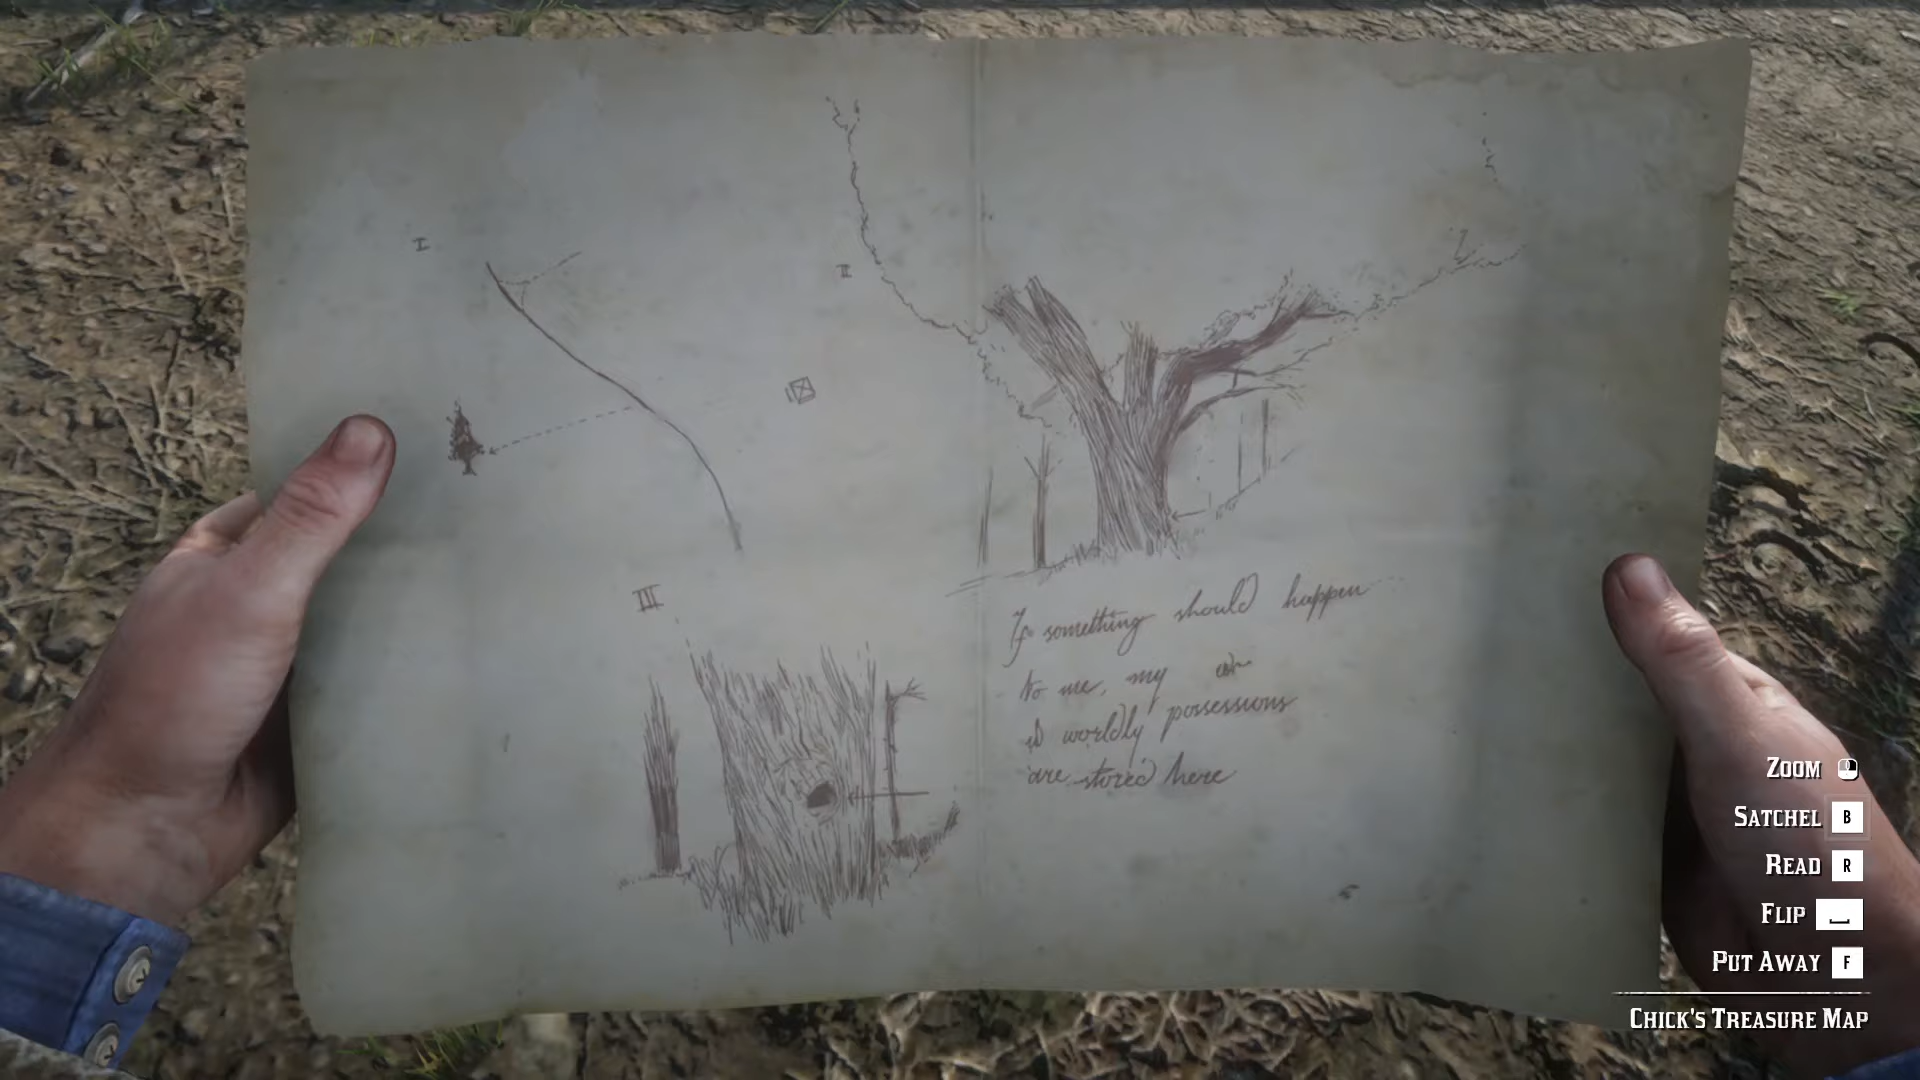 I
II
III
If something should happen
to me, my
worldly possessions
are stored here
Zoom
Satchel B
Read R
Flip
Put Away F
Chick's Treasure Map